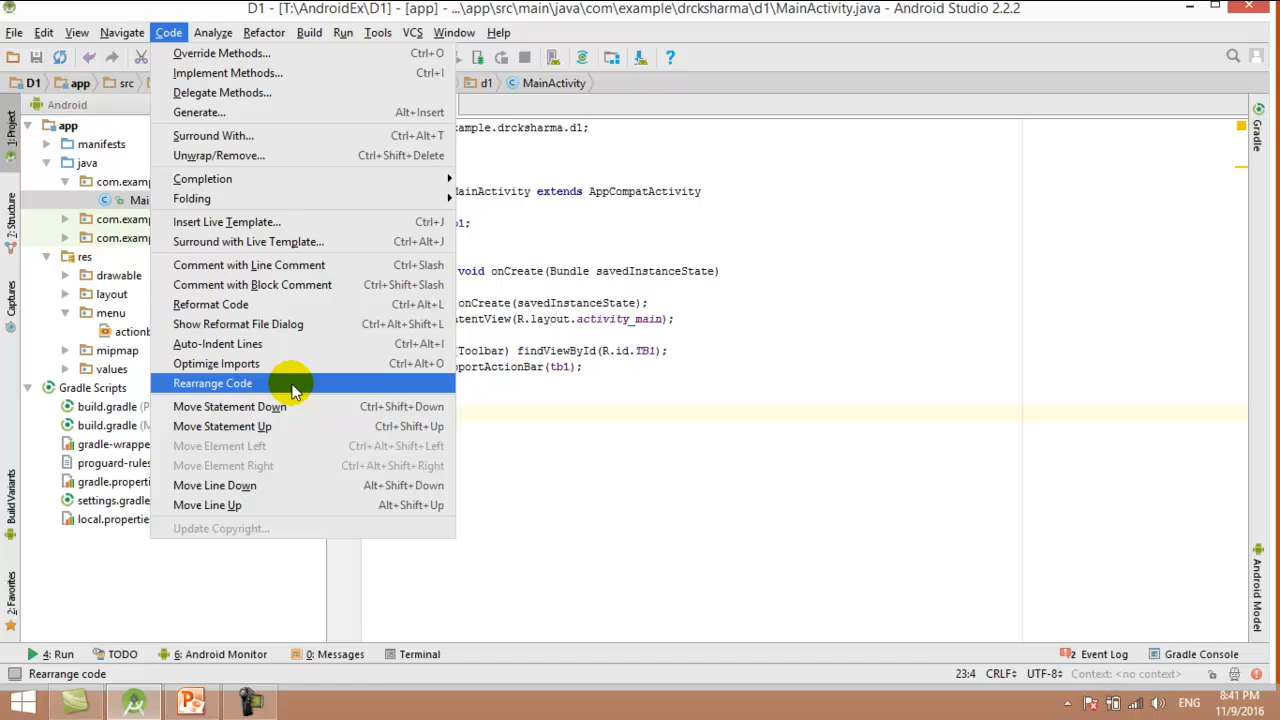 D1 - [T:\AndroidEx\D1] - [app] - ...\app\src\main\java\com\example\drcksharma\d1\MainActivity.java - Android Studio 2.2.2
File Edit View Navigate Code Analyze Refactor Build Run Tools VCS Window Help
D1 app src d1 MainActivity
Android
Override Methods... Ctrl+O
Implement Methods... Ctrl+I
Delegate Methods...
Generate... Alt+Insert
Surround With... Ctrl+Alt+T
Unwrap/Remove... Ctrl+Shift+Delete
Completion
Folding
Insert Live Template... Ctrl+J
Surround with Live Template... Ctrl+Alt+J
Comment with Line Comment Ctrl+Slash
Comment with Block Comment Ctrl+Shift+Slash
Reformat Code Ctrl+Alt+L
Show Reformat File Dialog Ctrl+Alt+Shift+L
Auto-Indent Lines Ctrl+Alt+I
Optimize Imports Ctrl+Alt+O
Rearrange Code
Move Statement Down Ctrl+Shift+Down
Move Statement Up Ctrl+Shift+Up
Move Element Left Ctrl+Alt+Shift+Left
Move Element Right Ctrl+Alt+Shift+Right
Move Line Down Alt+Shift+Down
Move Line Up Alt+Shift+Up
Update Copyright...
app
manifests
java
com.examp
Mai
com.examp
com.examp
res
drawable
layout
menu
actionb
mipmap
values
Gradle Scripts
build.gradle (P
build.gradle (M
gradle-wrappe
proguard-rules
gradle.properti
settings.gradle
local.propertie
example.drcksharma.d1;
MainActivity extends AppCompatActivity
b1;
void onCreate(Bundle savedInstanceState)
onCreate(savedInstanceState);
tentView(R.layout.activity_main);
(Toolbar) findViewById(R.id.TB1);
pportActionBar(tb1);
1: Project
7: Structure
Captures
Build Variants
2: Favorites
Gradle
Android Model
4: Run TODO 6: Android Monitor 0: Messages Terminal 2 Event Log Gradle Console
Rearrange code 23:4 CRLF UTF-8 Context: <no context>
ENG 8:41 PM
11/9/2016